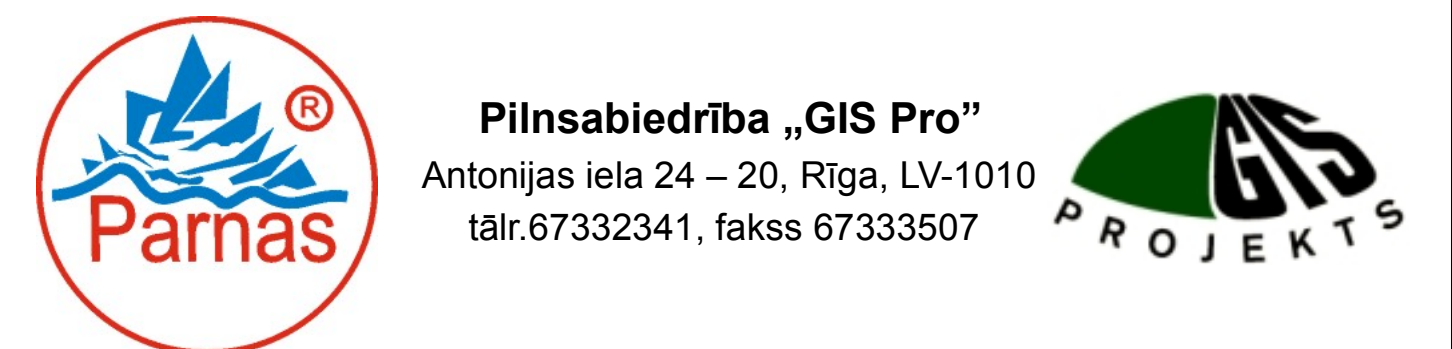 ®
Parnas
Pilnsabiedrība „GIS Pro”
Antonijas iela 24 – 20, Rīga, LV-1010
tālr.67332341, fakss 67333507
GIS
PROJEKTS